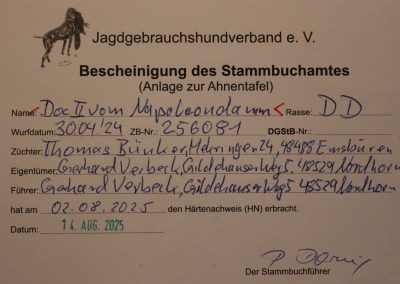 Jagdgebrauchshundverband e. V.
Bescheinigung des Stammbuchamtes
(Anlage zur Ahnentafel)
Name: Doc II vom Napoleondamm Rasse: DD
Wurfdatum: 30.04.'24 ZB-Nr.: 256081 DGStB-Nr.:
Züchter: Thomas Bünker, Mehringen 24, 48488 Emsbüren
Eigentümer: Gerhard Verbeck, Gildehauser Weg 5, 48529 Nordhorn
Führer: Gerhard Verbeck, Gildehauser Weg 5 48529 Nordhorn
hat am 02.08.2025 den Härtenachweis (HN) erbracht.
Datum: 14. AUG. 2025
Der Stammbuchführer